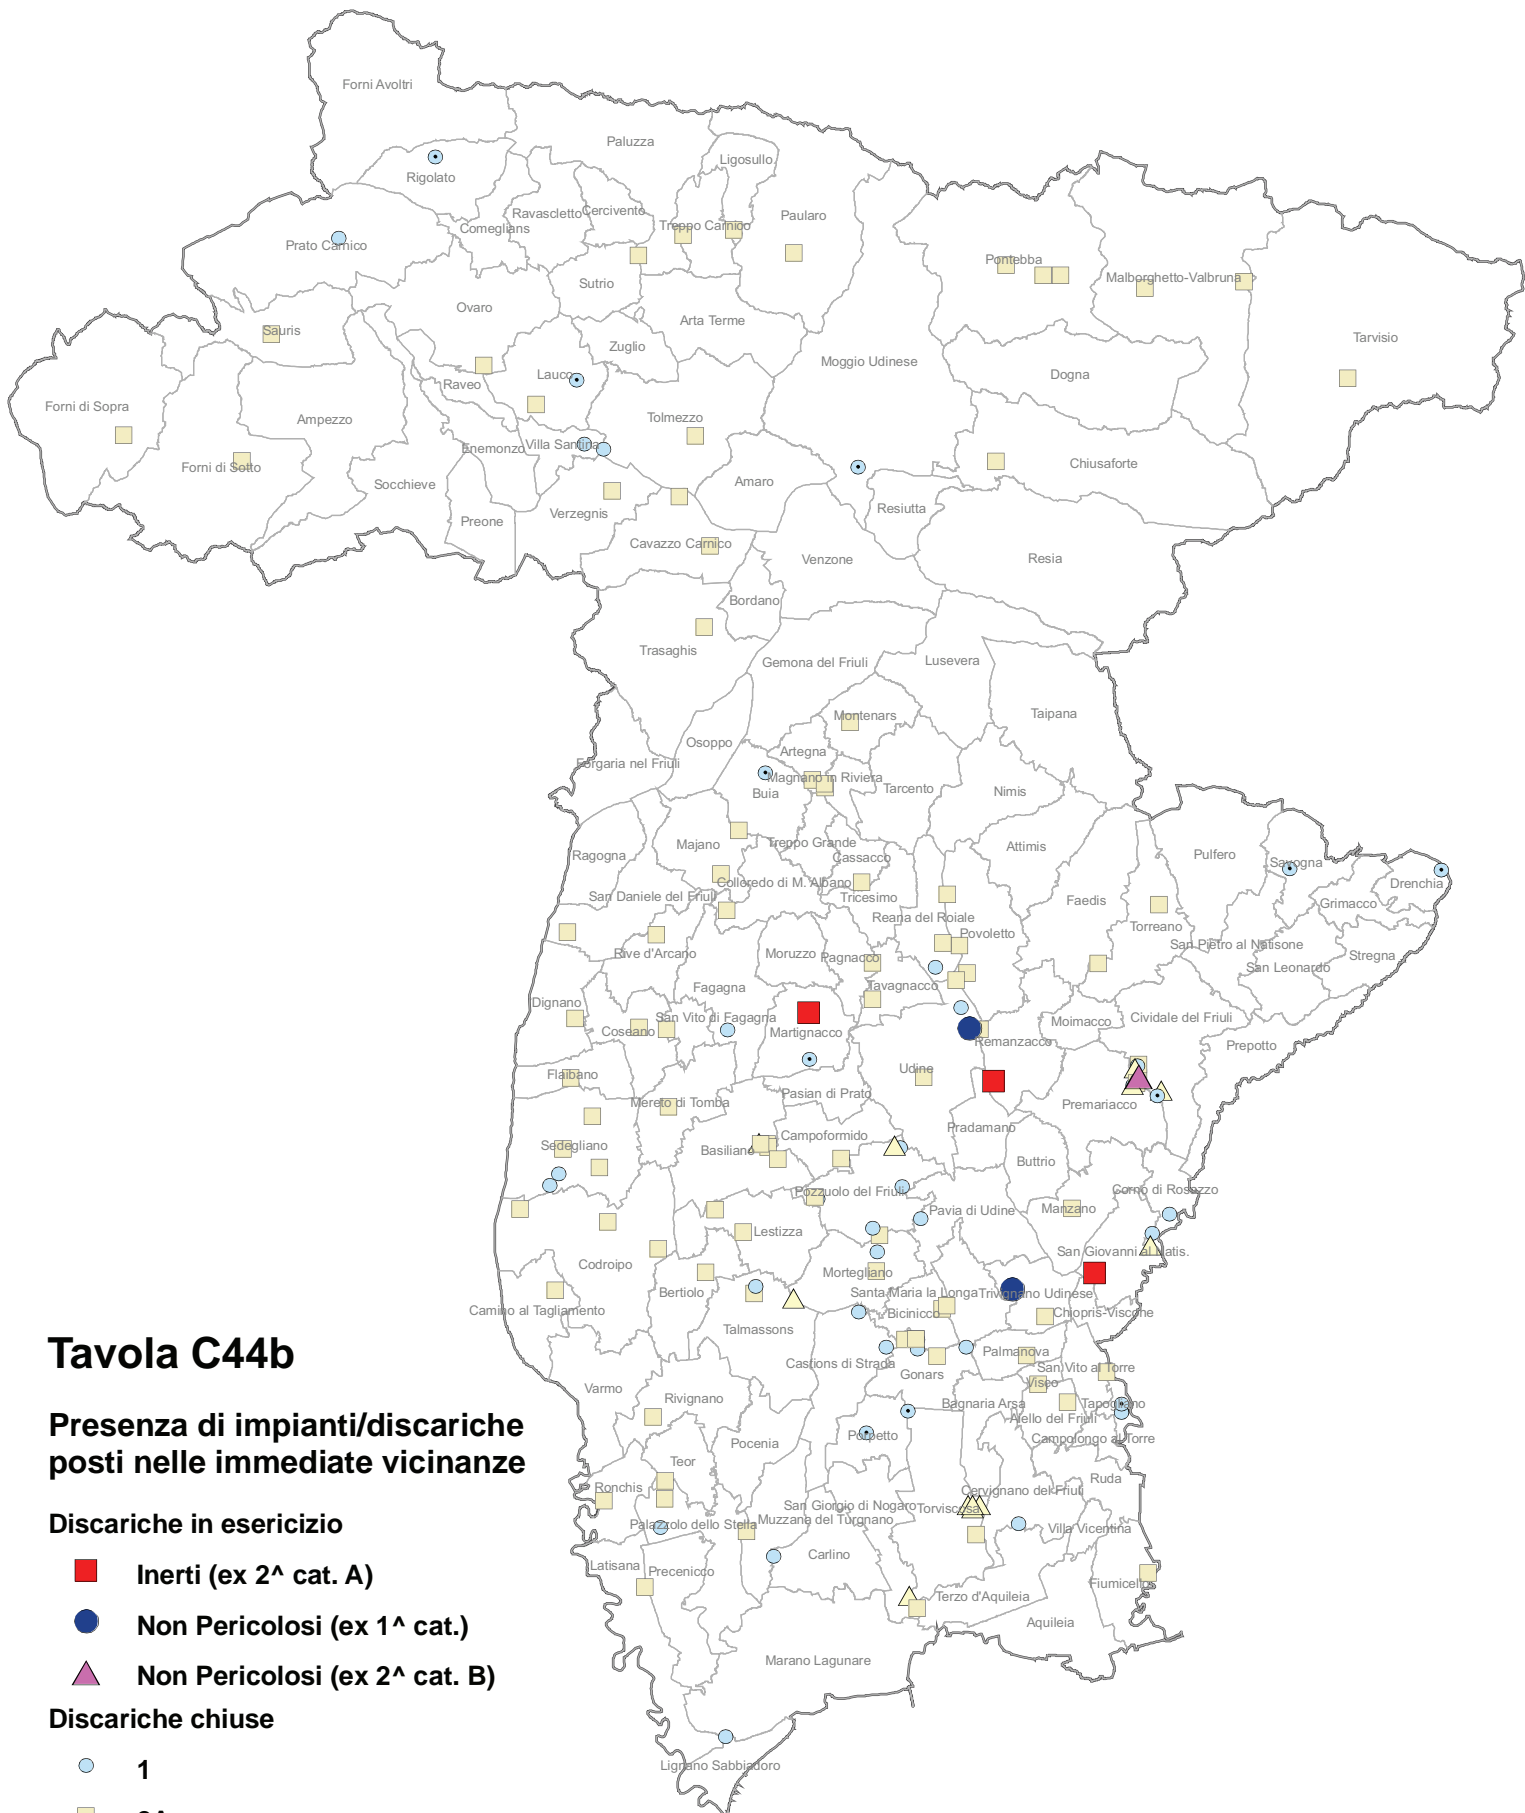 Forni Avoltri
Paluzza
Ligosullo
Rigolato
Ravascletto
Cercivento
Treppo Carnico
Paularo
Comeglians
Prato Carnico
Pontebba
Malborghetto-Valbruna
Sutrio
Ovaro
Arta Terme
Sauris
Tarvisio
Zuglio
Moggio Udinese
Dogna
Lauco
Raveo
Forni di Sopra
Ampezzo
Tolmezzo
Enemonzo
Villa Santina
Forni di Sotto
Chiusaforte
Socchieve
Amaro
Resiutta
Verzegnis
Preone
Cavazzo Carnico
Venzone
Resia
Bordano
Trasaghis
Gemona del Friuli
Lusevera
Taipana
Montenars
Osoppo
Artegna
Forgaria nel Friuli
Magnano in Riviera
Buia
Tarcento
Nimis
Majano
Treppo Grande
Attimis
Ragogna
Cassacco
Pulfero
Savogna
Colloredo di M. Albano
Drenchia
San Daniele del Friuli
Tricesimo
Faedis
Grimacco
Reana del Roiale
Torreano
Povoletto
San Pietro al Natisone
Rive d'Arcano
Moruzzo
Pagnacco
Stregna
San Leonardo
Fagagna
Tavagnacco
Dignano
San Vito di Fagagna
Cividale del Friuli
Coseano
Martignacco
Moimacco
Remanzacco
Prepotto
Udine
Flaibano
Pasian di Prato
Mereto di Tomba
Premariacco
Pradamano
Campoformido
Sedegliano
Basiliano
Buttrio
Pozzuolo del Friuli
Corno di Rosazzo
Pavia di Udine
Manzano
Lestizza
San Giovanni al Natis.
Codroipo
Mortegliano
Bertiolo
Santa Maria la Longa
Trivignano Udinese
Camino al Tagliamento
Bicinicco
Chiopris-Viscone
Talmassons
Palmanova
Castions di Strada
San Vito al Torre
Gonars
Visco
Varmo
Rivignano
Bagnaria Arsa
Tapogliano
Aiello del Friuli
Porpetto
Campolongo al Torre
Pocenia
Teor
Ruda
Ronchis
Cervignano del Friuli
San Giorgio di Nogaro
Torviscosa
Muzzana del Turgnano
Palazzolo dello Stella
Villa Vicentina
Carlino
Latisana
Precenicco
Fiumicello
Terzo d'Aquileia
Aquileia
Marano Lagunare
Lignano Sabbiadoro
Tavola C44b
Presenza di impianti/discariche
posti nelle immediate vicinanze
Discariche in esericizio
Inerti (ex 2^ cat. A)
Non Pericolosi (ex 1^ cat.)
Non Pericolosi (ex 2^ cat. B)
Discariche chiuse
1